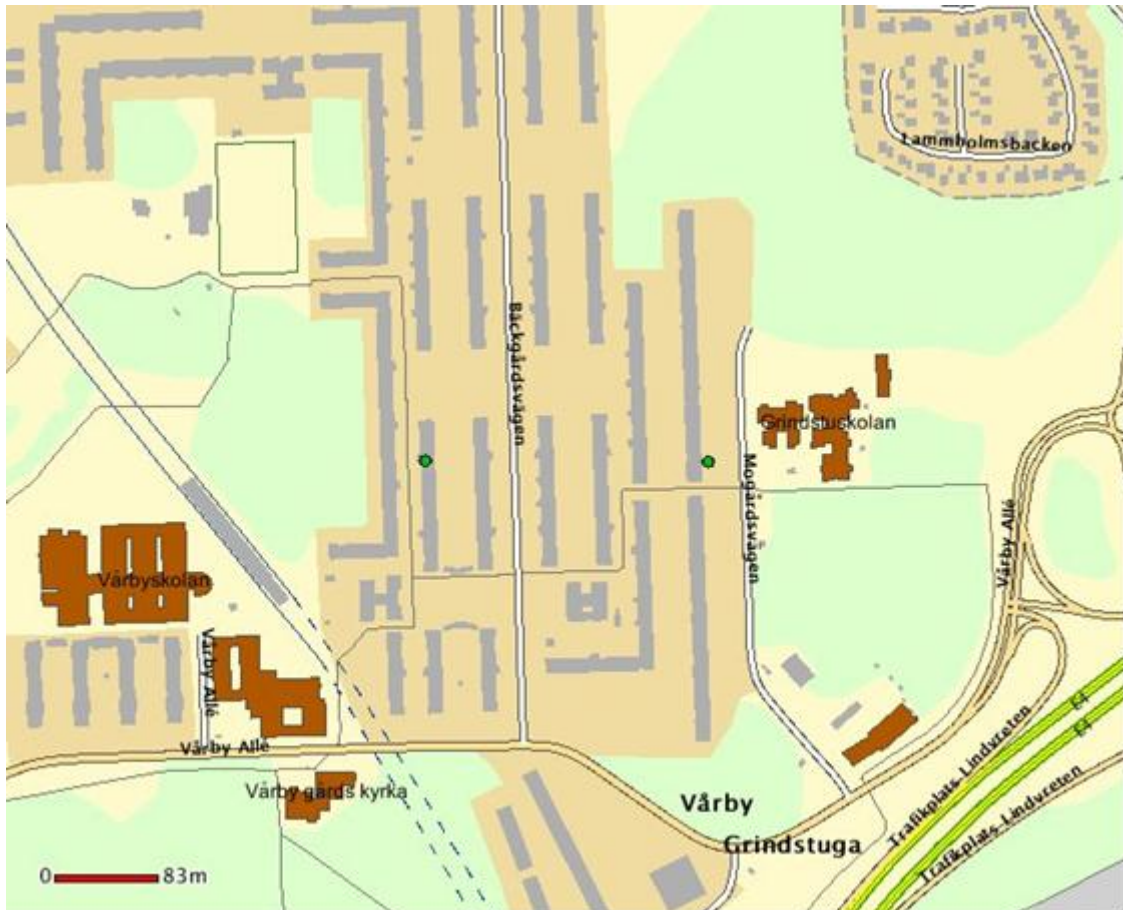 Lammholmsbacken
Bäckgårdsvägen
Grindstuskolan
Mogårdsvägen
Vårby Allé
Vårbyskolan
Vårby Allé
Vårby Allé
E4
E4
Vårby gårds kyrka
Vårby
Grindstuga
Trafikplats Lindvreten
Trafikplats Lindvreten
0 83m